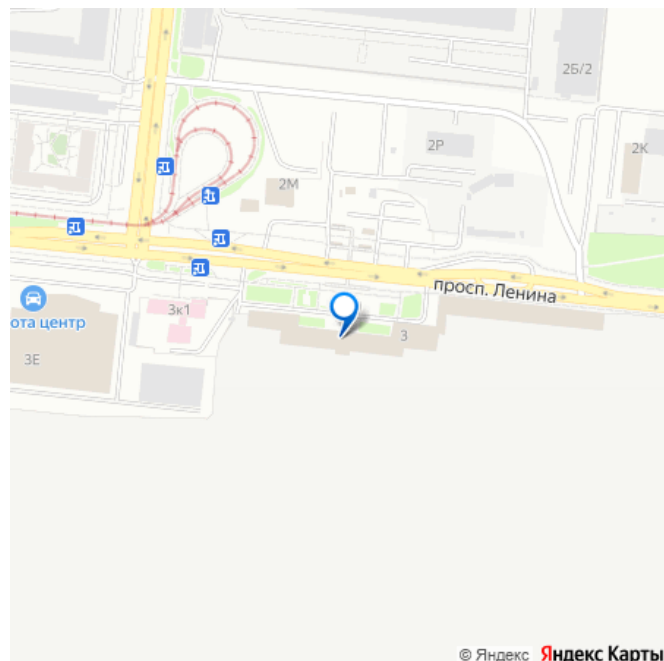 2Б/2
2Р
2К
2М
просп. Ленина
3к1
ота центр
3Е
3
© Яндекс Яндекс Карты